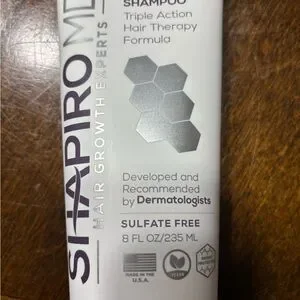 SHAMPOO
Triple Action
Hair Therapy
Formula
SHAPIRO MD
HAIR GROWTH EXPERTS
Developed and
Recommended
by Dermatologists
SULFATE FREE
8 FL OZ/235 ML
MADE IN THE
U.S.A.
VEGAN